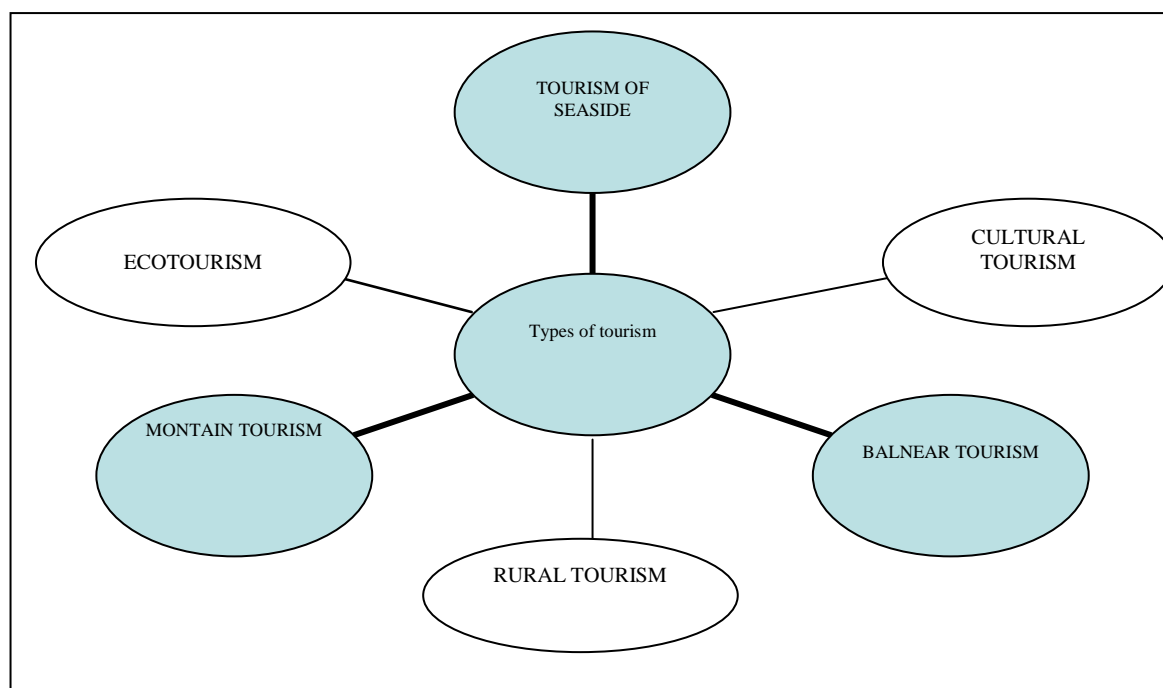 TOURISM OF
SEASIDE
ECOTOURISM
CULTURAL
TOURISM
Types of tourism
MONTAIN TOURISM
BALNEAR TOURISM
RURAL TOURISM